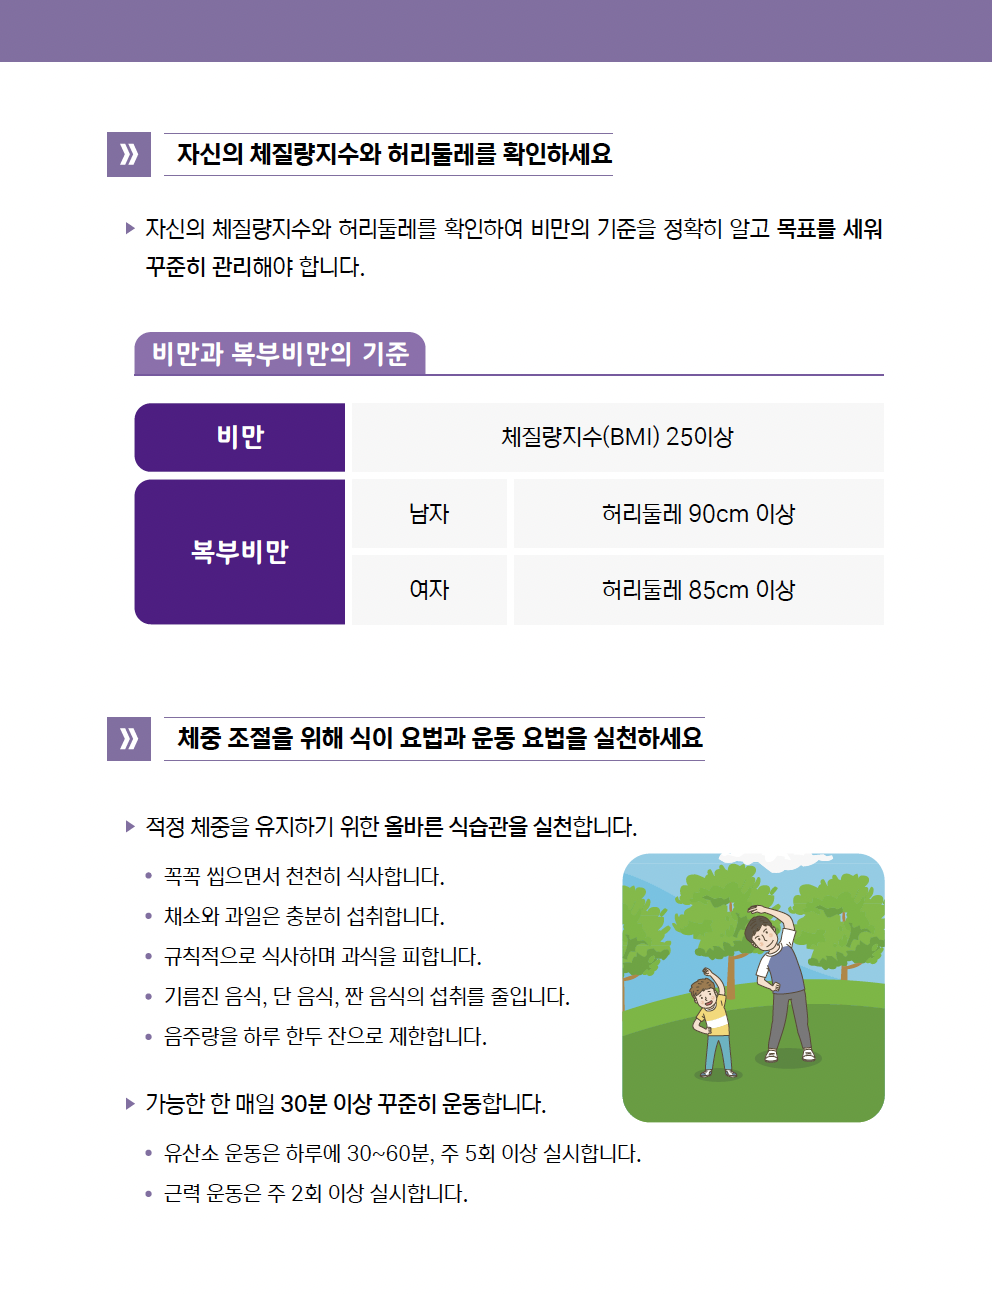 자신의 체질량지수와 허리둘레를 확인하세요
자신의 체질량지수와 허리둘레를 확인하여 비만의 기준을 정확히 알고 목표를 세워
꾸준히 관리해야 합니다.
비만과 복부비만의 기준
비만
체질량지수(BMI) 25이상
복부비만
남자
허리둘레 90cm 이상
여자
허리둘레 85cm 이상
체중 조절을 위해 식이 요법과 운동 요법을 실천하세요
적정 체중을 유지하기 위한 올바른 식습관을 실천합니다.
꼭꼭 씹으면서 천천히 식사합니다.
채소와 과일은 충분히 섭취합니다.
규칙적으로 식사하며 과식을 피합니다.
기름진 음식, 단 음식, 짠 음식의 섭취를 줄입니다.
음주량을 하루 한두 잔으로 제한합니다.
가능한 한 매일 30분 이상 꾸준히 운동합니다.
유산소 운동은 하루에 30~60분, 주 5회 이상 실시합니다.
근력 운동은 주 2회 이상 실시합니다.